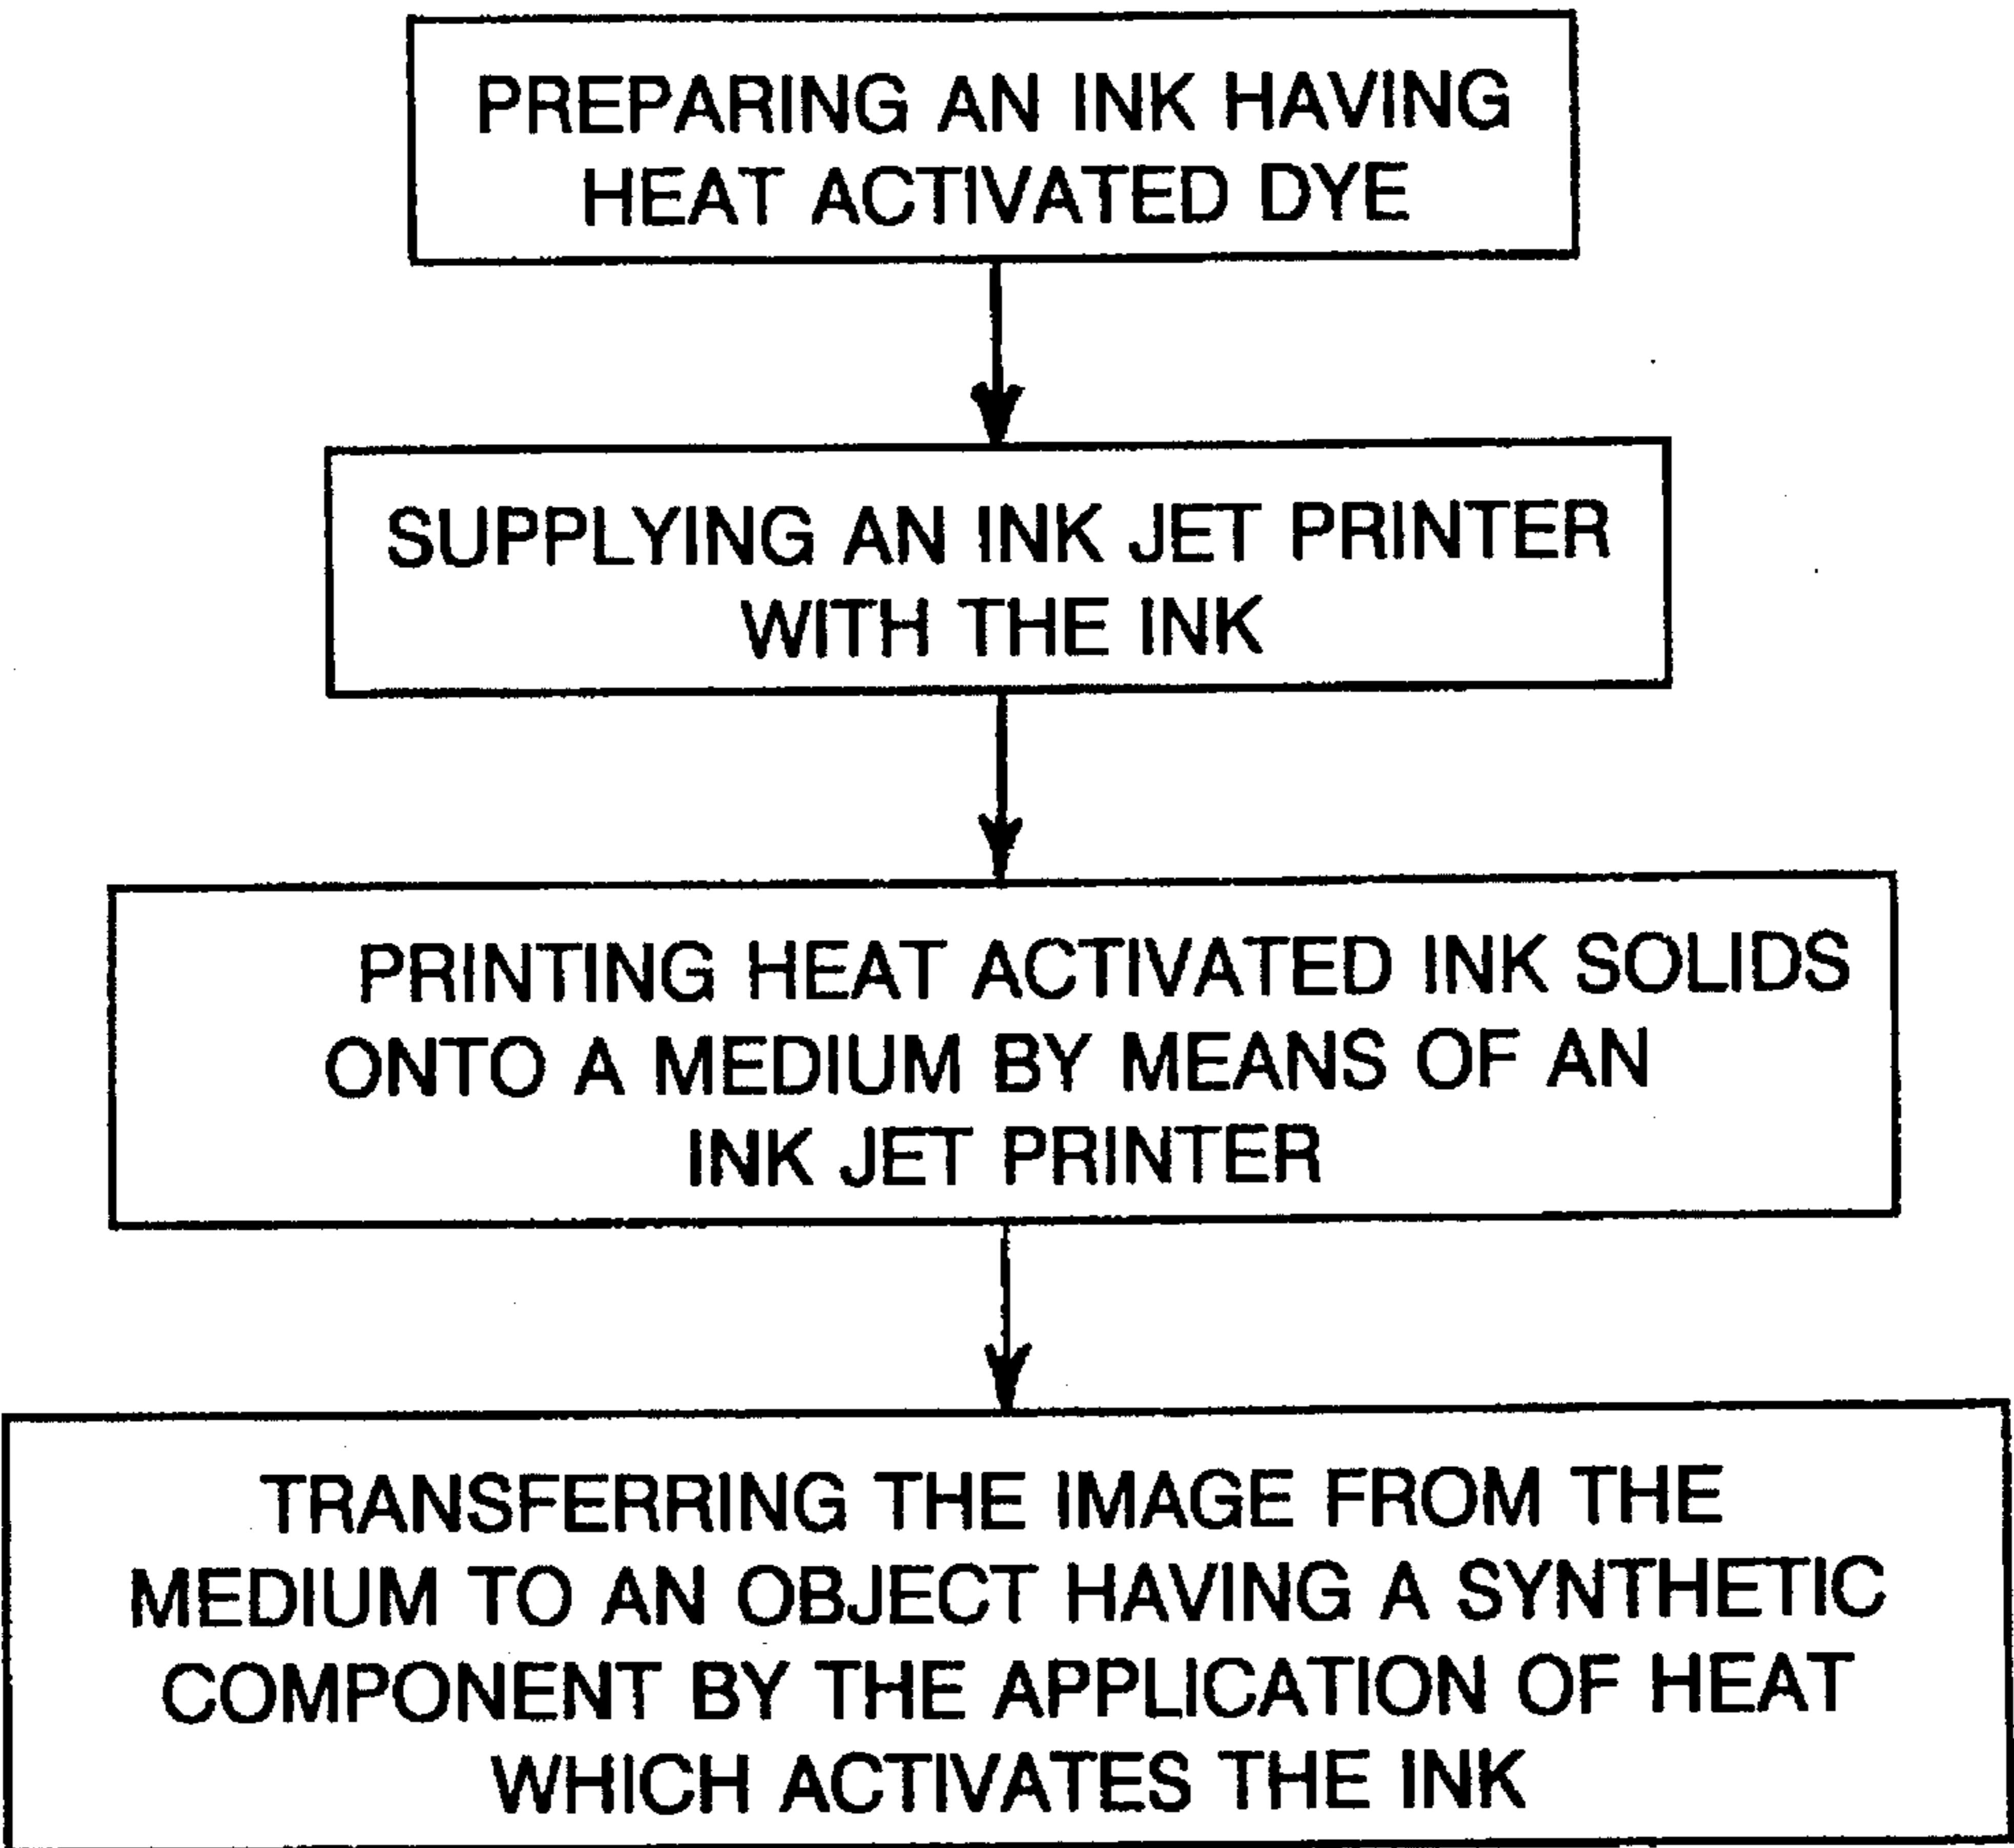 PREPARING AN INK HAVING
HEAT ACTIVATED DYE
SUPPLYING AN INK JET PRINTER
WITH THE INK
PRINTING HEAT ACTIVATED INK SOLIDS
ONTO A MEDIUM BY MEANS OF AN
INK JET PRINTER
TRANSFERRING THE IMAGE FROM THE
MEDIUM TO AN OBJECT HAVING A SYNTHETIC
COMPONENT BY THE APPLICATION OF HEAT
WHICH ACTIVATES THE INK